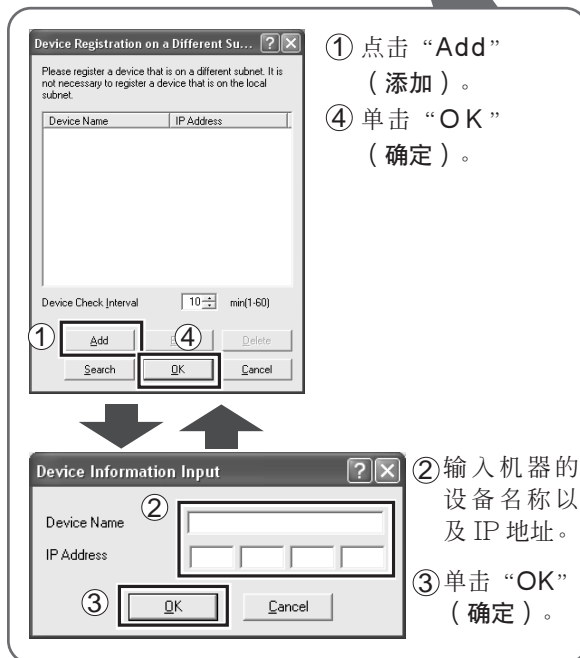 Device Registration on a Different Su...
Please register a device that is on a different subnet. It is
not necessary to register a device that is on the local
subnet.
Device Name IP Address
Device Check Interval 10 min(1-60)
① Add ④ Delete
Search OK Cancel
① 点击“Add”
（添加）。
④ 单击“OK”
（确定）。
Device Information Input
Device Name ②
IP Address
③ OK Cancel
② 输入机器的
设备名称以
及 IP 地址。
③ 单击“OK”
（确定）。